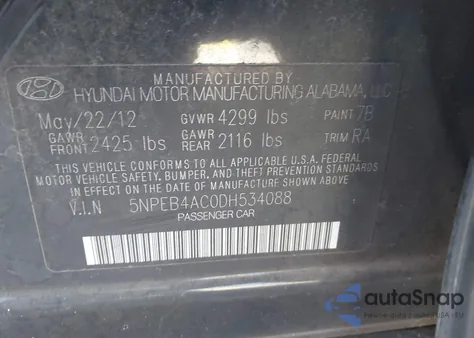 MANUFACTURED BY
HYUNDAI MOTOR MANUFACTURING ALABAMA, LLC
May/22/12 GVWR 4299 lbs PAINT 7B
GAWR FRONT 2425 lbs GAWR REAR 2116 lbs TRIM RA
THIS VEHICLE CONFORMS TO ALL APPLICABLE U.S.A. FEDERAL
MOTOR VEHICLE SAFETY, BUMPER, AND THEFT PREVENTION STANDARDS
IN EFFECT ON THE DATE OF MANUFACTURE SHOWN ABOVE.
V.I.N 5NPEB4AC0DH534088
PASSENGER CAR
autoSnap